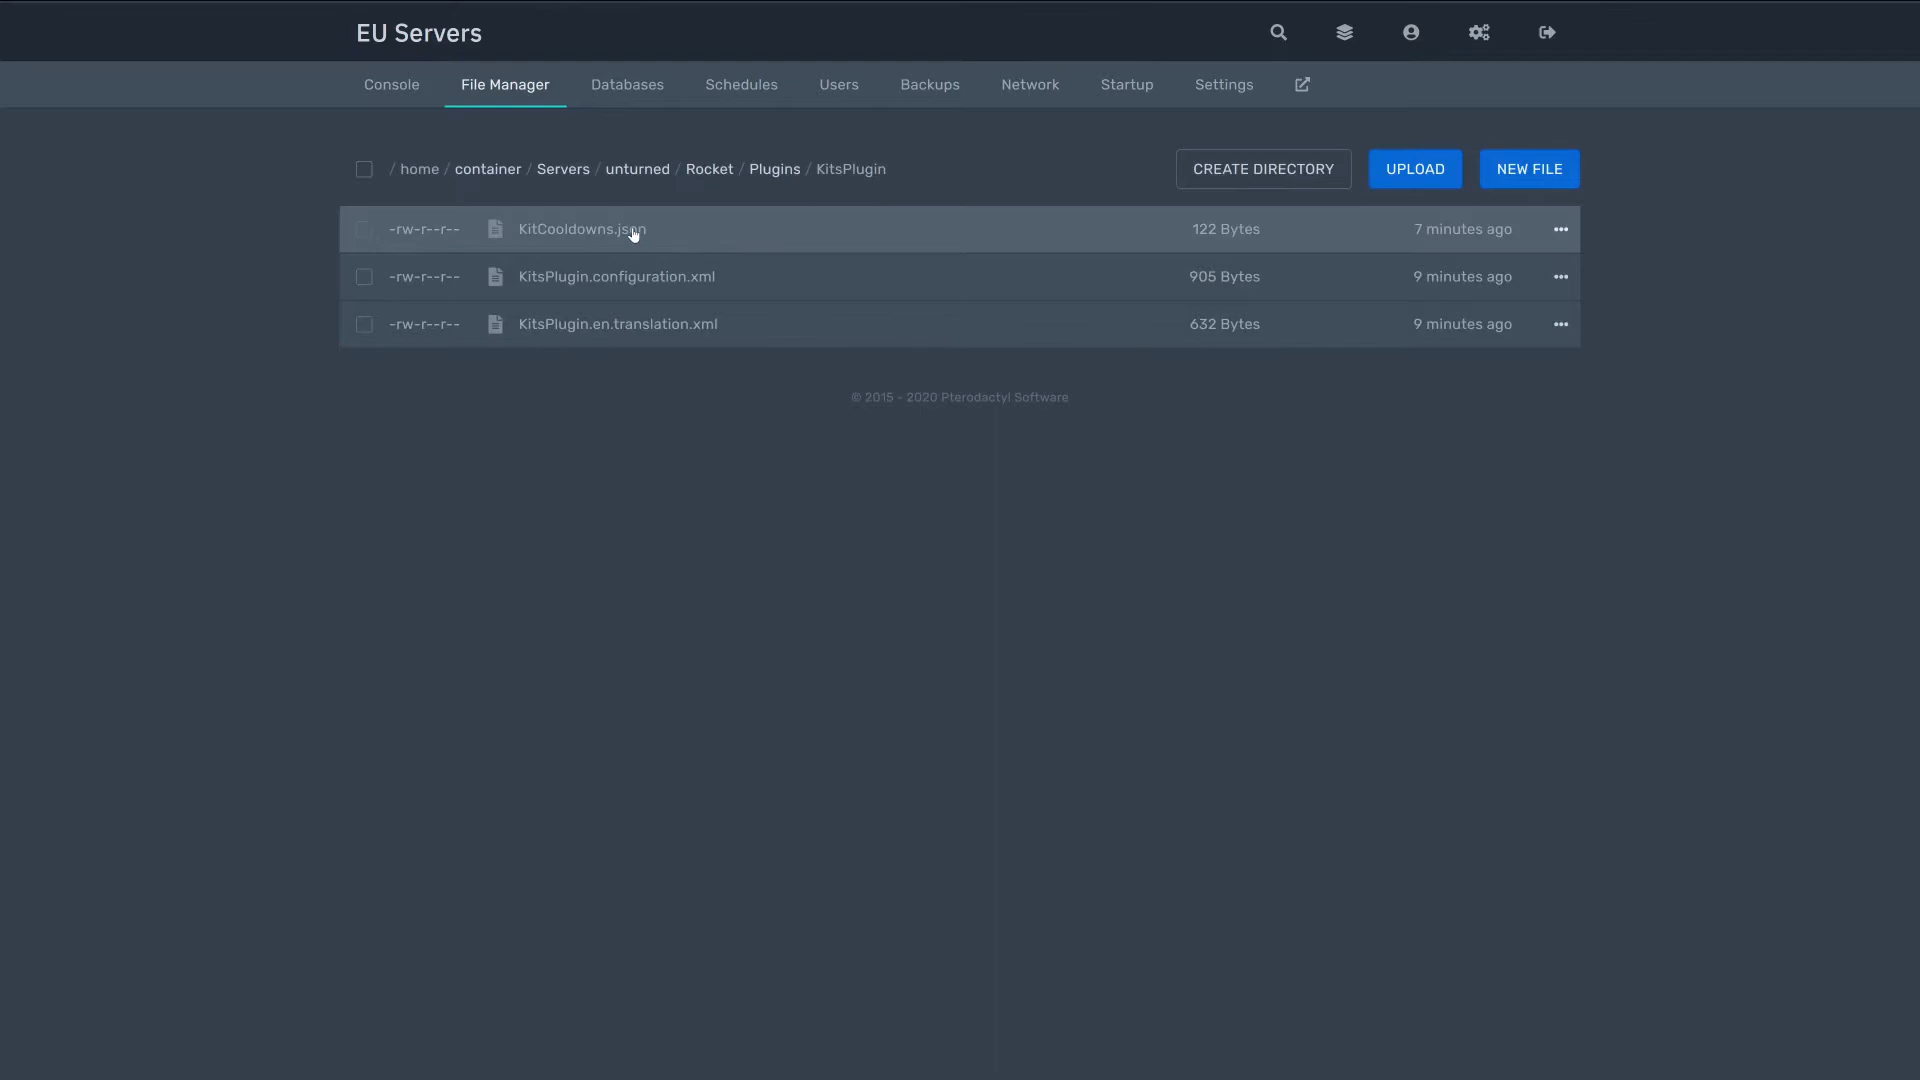 EU Servers
Console File Manager Databases Schedules Users Backups Network Startup Settings
/ home / container / Servers / unturned / Rocket / Plugins / KitsPlugin CREATE DIRECTORY UPLOAD NEW FILE
-rw-r--r-- KitCooldowns.json 122 Bytes 7 minutes ago
-rw-r--r-- KitsPlugin.configuration.xml 905 Bytes 9 minutes ago
-rw-r--r-- KitsPlugin.en.translation.xml 632 Bytes 9 minutes ago
© 2015 - 2020 Pterodactyl Software